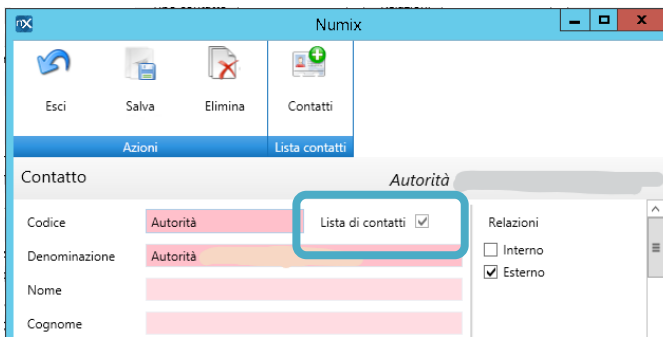 Numix
Esci Salva Elimina Contatti
Azioni Lista contatti
Contatto Autorità
Codice Autorità Lista di contatti Relazioni
Denominazione Autorità Interno
Nome Esterno
Cognome